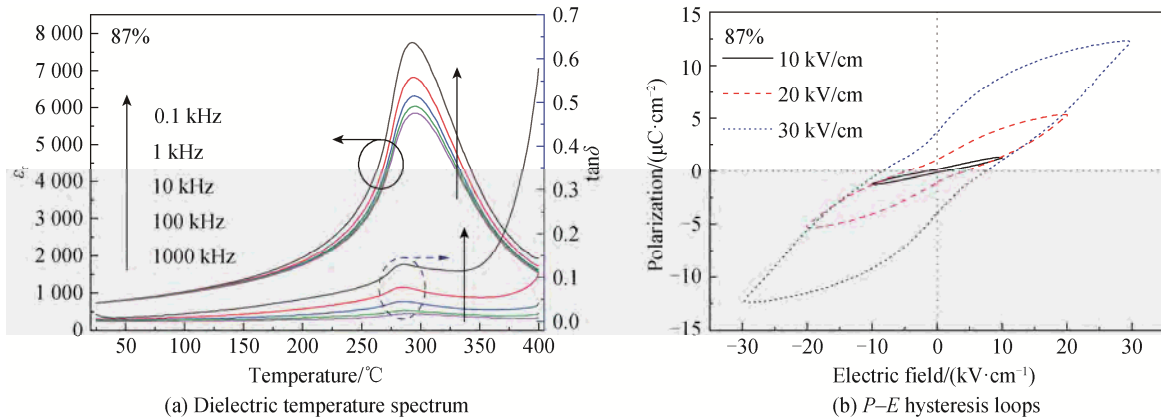 87%
8 000
7 000
6 000
5 000
4 000
3 000
2 000
1 000
0
εr
0.1 kHz
1 kHz
10 kHz
100 kHz
1000 kHz
0.7
0.6
0.5
0.4
0.3
0.2
0.1
0.0
tanδ
50 100 150 200 250 300 350 400
Temperature/℃
(a) Dielectric temperature spectrum
87%
10 kV/cm
20 kV/cm
30 kV/cm
15
10
5
0
−5
−10
−15
Polarization/(μC·cm⁻²)
−30 −20 −10 0 10 20 30
Electric field/(kV·cm⁻¹)
(b) P–E hysteresis loops